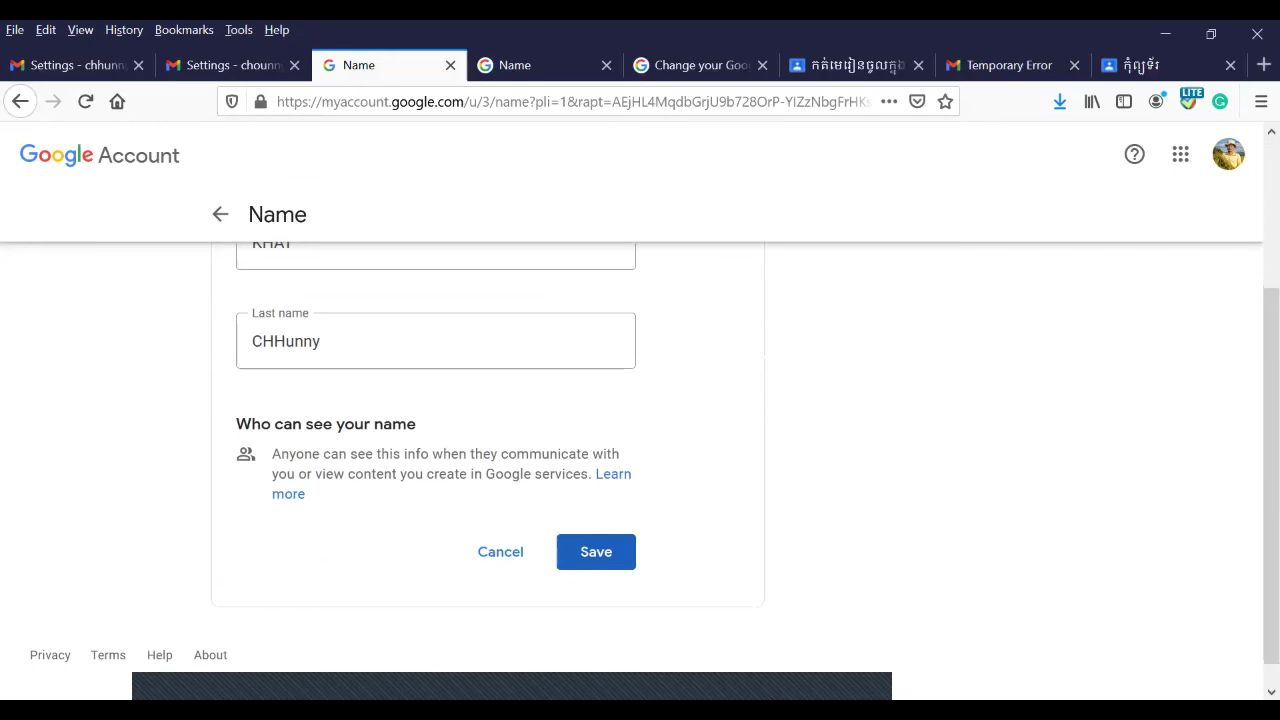 File Edit View History Bookmarks Tools Help
Settings - chhunn
Settings - chounn
Name
Name
Change your Goo
កត់មេរៀនចូលក្នុង
Temporary Error
កុំព្យូទ័រ
https://myaccount.google.com/u/3/name?pli=1&rapt=AEjHL4MqdbGrjU9b728OrP-YIZzNbgFrHKs
LITE
Google Account
Name
KHAT
Last name
CHHunny
Who can see your name
Anyone can see this info when they communicate with
you or view content you create in Google services. Learn
more
Cancel Save
Privacy Terms Help About